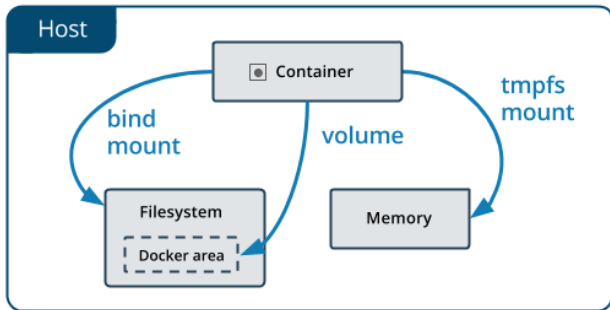 Host
Container
bind
mount
volume
tmpfs
mount
Filesystem
Docker area
Memory